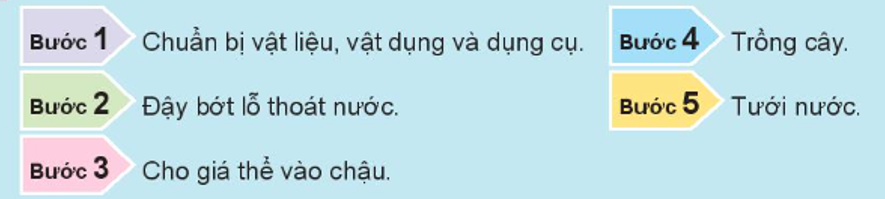 Bước 1 Chuẩn bị vật liệu, vật dụng và dụng cụ.
Bước 2 Đậy bớt lỗ thoát nước.
Bước 3 Cho giá thể vào chậu.
Bước 4 Trồng cây.
Bước 5 Tưới nước.